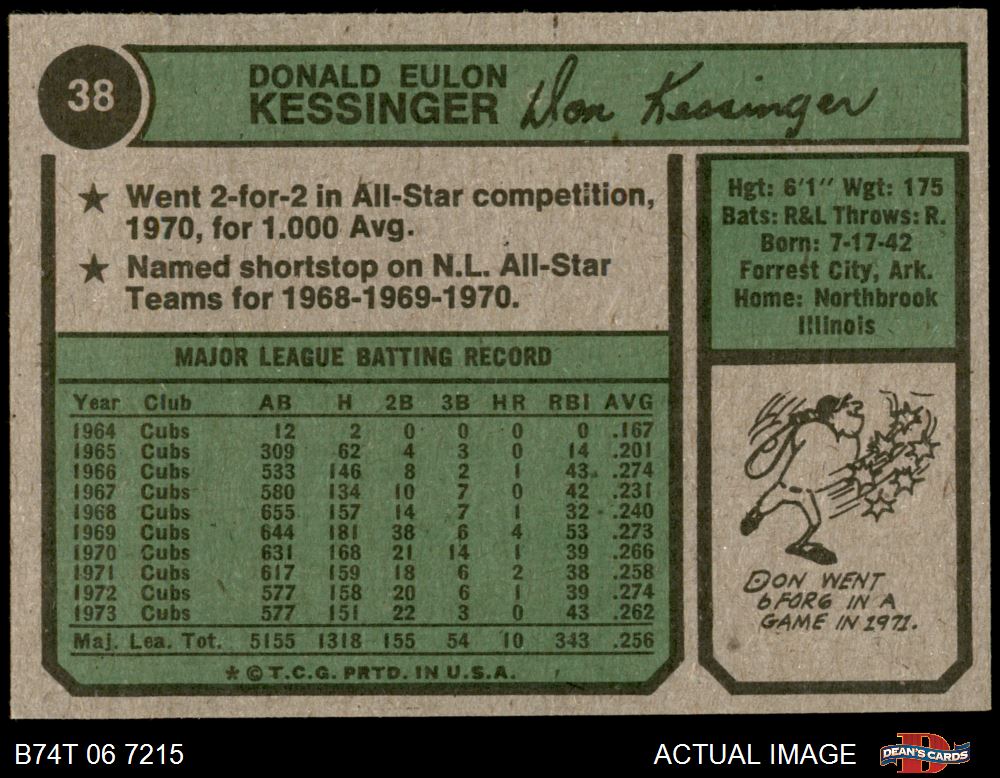 38
DONALD EULON
KESSINGER
Don Kessinger
★ Went 2-for-2 in All-Star competition,
1970, for 1.000 Avg.
★ Named shortstop on N.L. All-Star
Teams for 1968-1969-1970.
Hgt: 6'1" Wgt: 175
Bats: R&L Throws: R.
Born: 7-17-42
Forrest City, Ark.
Home: Northbrook
Illinois
MAJOR LEAGUE BATTING RECORD
Year Club AB H 2B 3B HR RBI AVG
1964 Cubs 12 2 0 0 0 0 .167
1965 Cubs 309 62 4 3 0 14 .201
1966 Cubs 533 146 8 2 1 43 .274
1967 Cubs 580 134 10 7 0 42 .231
1968 Cubs 655 157 14 7 1 32 .240
1969 Cubs 644 181 38 6 4 53 .273
1970 Cubs 631 168 21 14 1 39 .266
1971 Cubs 617 159 18 6 2 38 .258
1972 Cubs 577 158 20 6 1 39 .274
1973 Cubs 577 151 22 3 0 43 .262
Maj. Lea. Tot. 5155 1318 155 54 10 343 .256
* © T.C.G. PRTD. IN U.S.A.
DON WENT
6 FOR 6 IN A
GAME IN 1971.
B74T 06 7215
ACTUAL IMAGE
D
DEAN'S CARDS